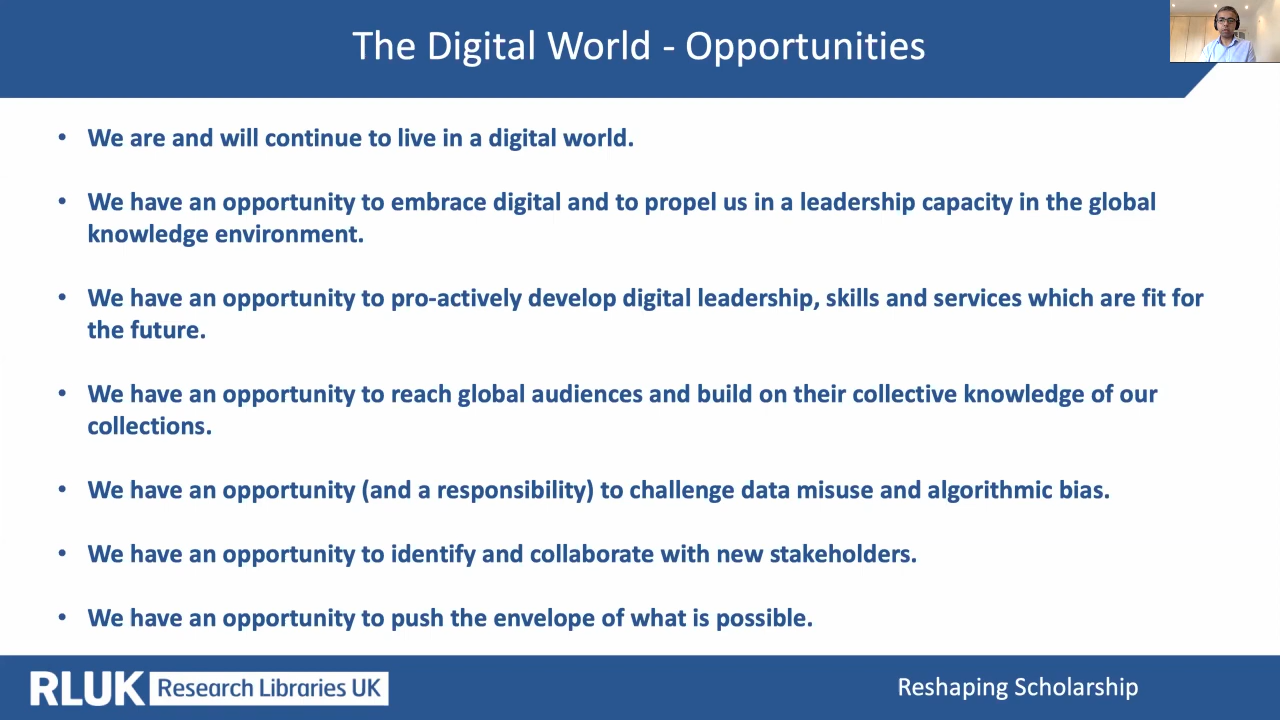 The Digital World - Opportunities
• We are and will continue to live in a digital world.
• We have an opportunity to embrace digital and to propel us in a leadership capacity in the global
knowledge environment.
• We have an opportunity to pro-actively develop digital leadership, skills and services which are fit for
the future.
• We have an opportunity to reach global audiences and build on their collective knowledge of our
collections.
• We have an opportunity (and a responsibility) to challenge data misuse and algorithmic bias.
• We have an opportunity to identify and collaborate with new stakeholders.
• We have an opportunity to push the envelope of what is possible.
RLUK Research Libraries UK
Reshaping Scholarship